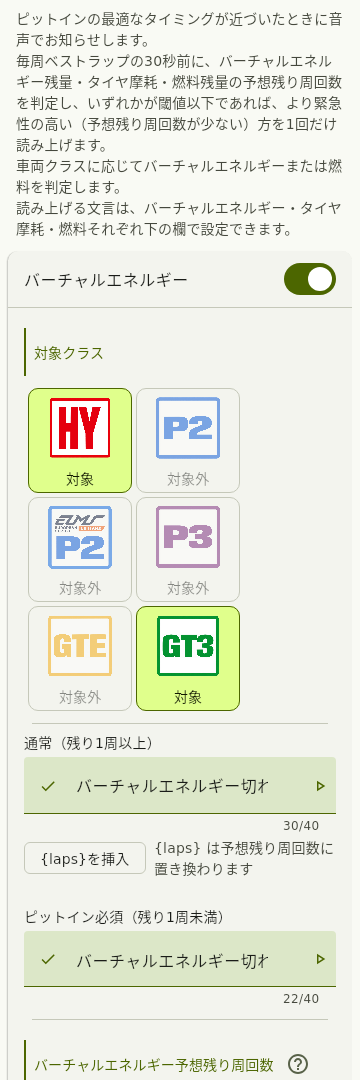 ピットインの最適なタイミングが近づいたときに音
声でお知らせします。
毎周ベストラップの30秒前に、バーチャルエネル
ギー残量・タイヤ摩耗・燃料残量の予想残り周回数
を判定し、いずれかが閾値以下であれば、より緊急
性の高い（予想残り周回数が少ない）方を1回だけ
読み上げます。
車両クラスに応じてバーチャルエネルギーまたは燃
料を判定します。
読み上げる文言は、バーチャルエネルギー・タイヤ
摩耗・燃料それぞれ下の欄で設定できます。
バーチャルエネルギー
対象クラス
HY
対象
P2
対象外
ELMS
P2
対象外
P3
対象外
GTE
対象外
GT3
対象
通常（残り1周以上）
バーチャルエネルギー切れ
30/40
{laps}を挿入
{laps} は予想残り周回数に
置き換わります
ピットイン必須（残り1周未満）
バーチャルエネルギー切れ
22/40
バーチャルエネルギー予想残り周回数